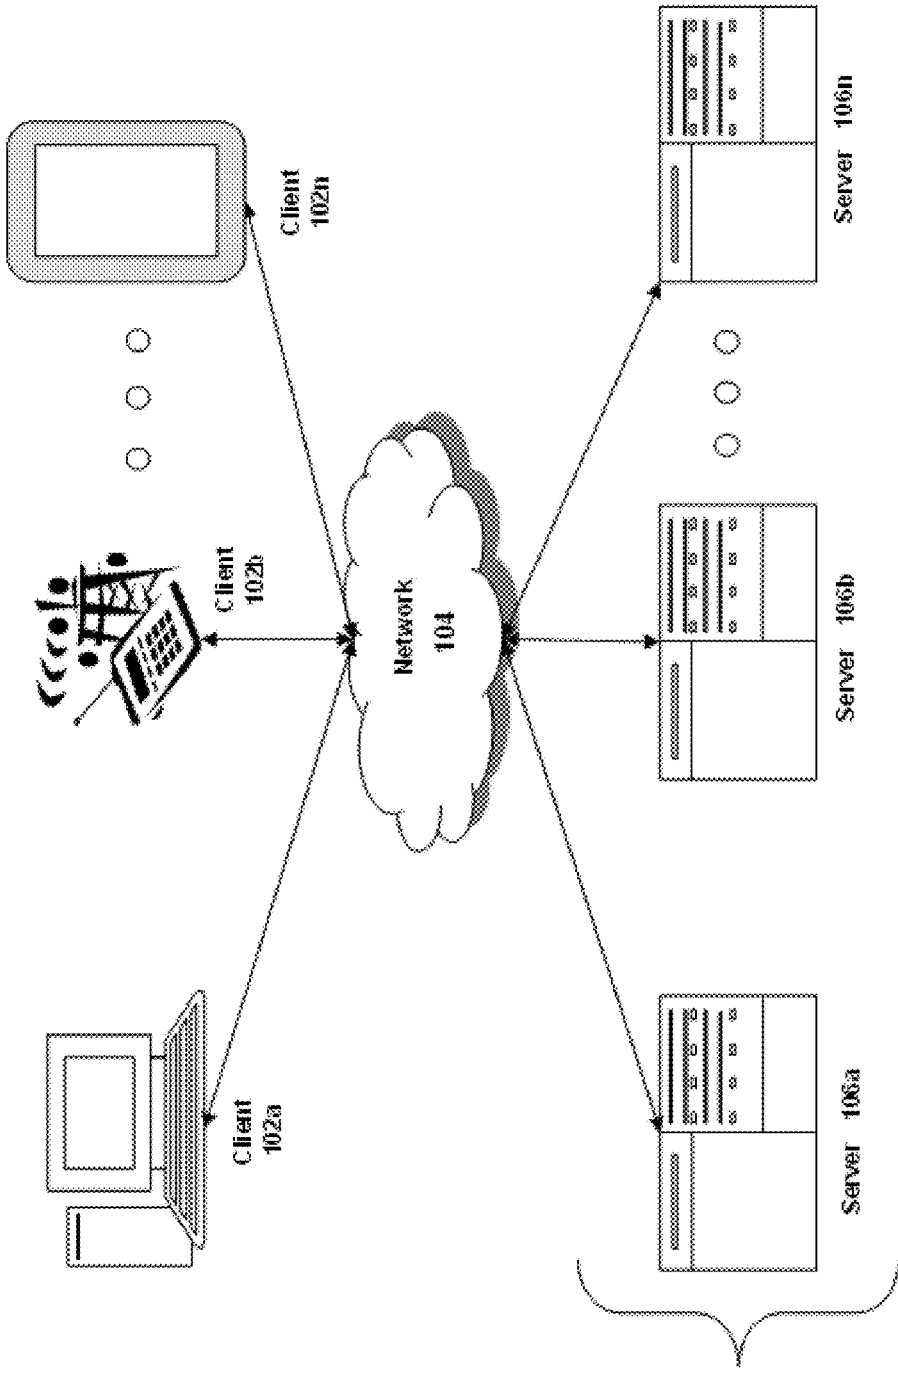 Client
102a
Client
102b
Client
102n
Network
104
Server 106a
Server 106b
Server 106n